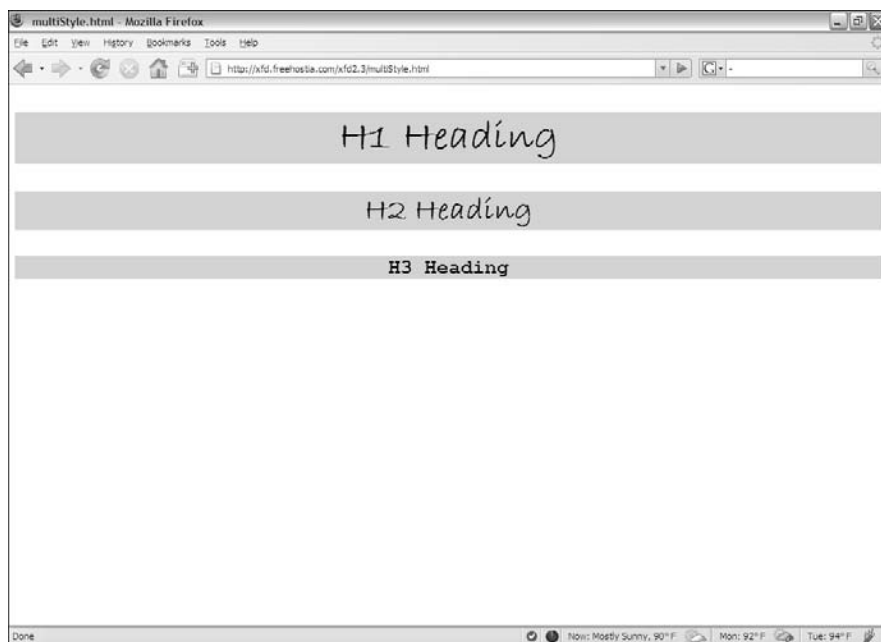 multiStyle.html - Mozilla Firefox
File Edit View History Bookmarks Tools Help
http://xfd.freehostia.com/xfd2.3/multiStyle.html G -
H1 Heading
H2 Heading
H3 Heading
Done Now: Mostly Sunny, 90° F Mon: 92° F Tue: 94° F